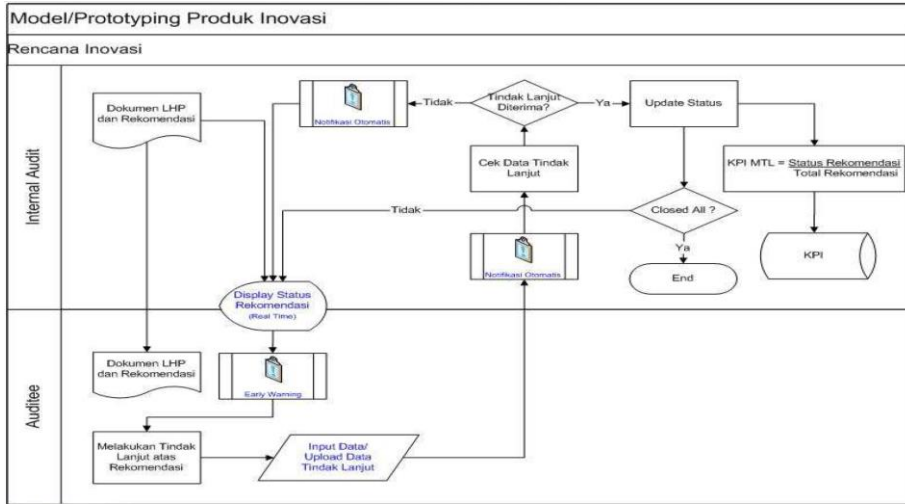 Model/Prototyping Produk Inovasi
Rencana Inovasi
Internal Audit
Dokumen LHP
dan Rekomendasi
Notifikasi Otomatis
Tidak
Tindak Lanjut
Diterima?
Ya
Update Status
Cek Data Tindak
Lanjut
KPI MTL = Status Rekomendasi
Total Rekomendasi
Tidak
Closed All ?
Ya
Notifikasi Otomatis
KPI
End
Display Status
Rekomendasi
(Real Time)
Auditee
Dokumen LHP
dan Rekomendasi
Early Warning
Melakukan Tindak
Lanjut atas
Rekomendasi
Input Data/
Upload Data
Tindak Lanjut